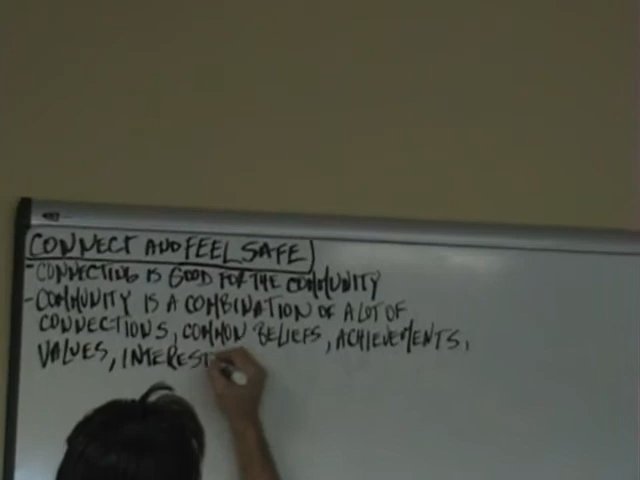 CONNECT AND FEEL SAFE
- CONNECTING IS GOOD FOR THE COMMUNITY
- COMMUNITY IS A COMBINATION OF A LOT OF
CONNECTIONS, COMMON BELIEFS, ACHIEVEMENTS,
VALUES, INTEREST